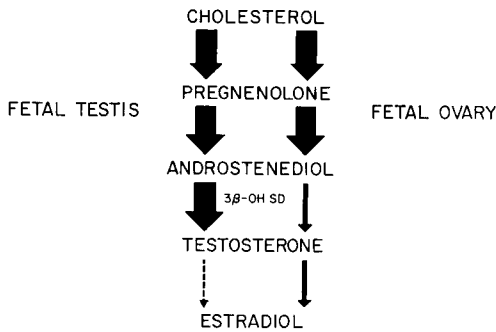 CHOLESTEROL
PREGNENOLONE
FETAL TESTIS
FETAL OVARY
ANDROSTENEDIOL
3β-OH SD
TESTOSTERONE
ESTRADIOL